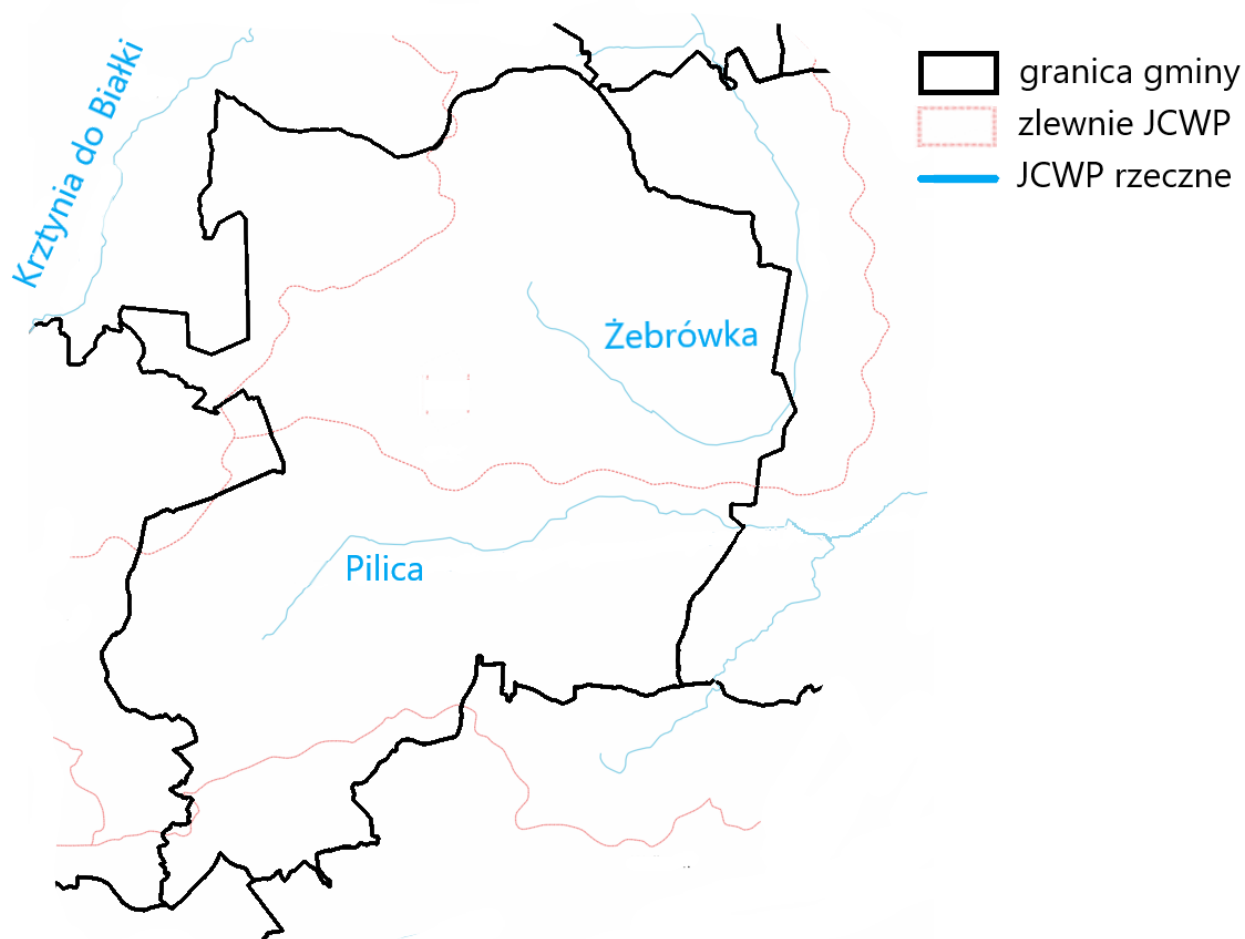 Krztynia do Białki
granica gminy
zlewnie JCWP
JCWP rzeczne
Żebrówka
Pilica